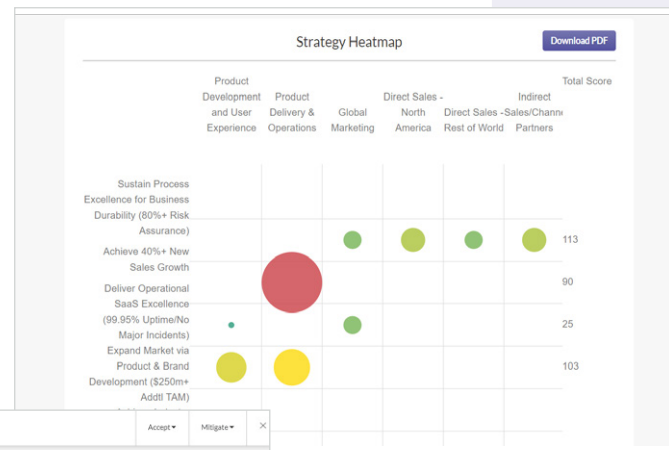 Strategy Heatmap
Download PDF
Product
Development
and User
Experience
Product
Delivery &
Operations
Global
Marketing
Direct Sales -
North
America
Direct Sales -
Rest of World
Indirect
Sales/Channe
Partners
Total Score
Sustain Process
Excellence for Business
Durability (80%+ Risk
Assurance)
Achieve 40%+ New
Sales Growth
Deliver Operational
SaaS Excellence
(99.95% Uptime/No
Major Incidents)
Expand Market via
Product & Brand
Development ($250m+
Addtl TAM)
113
90
25
103
Accept
Mitigate
×